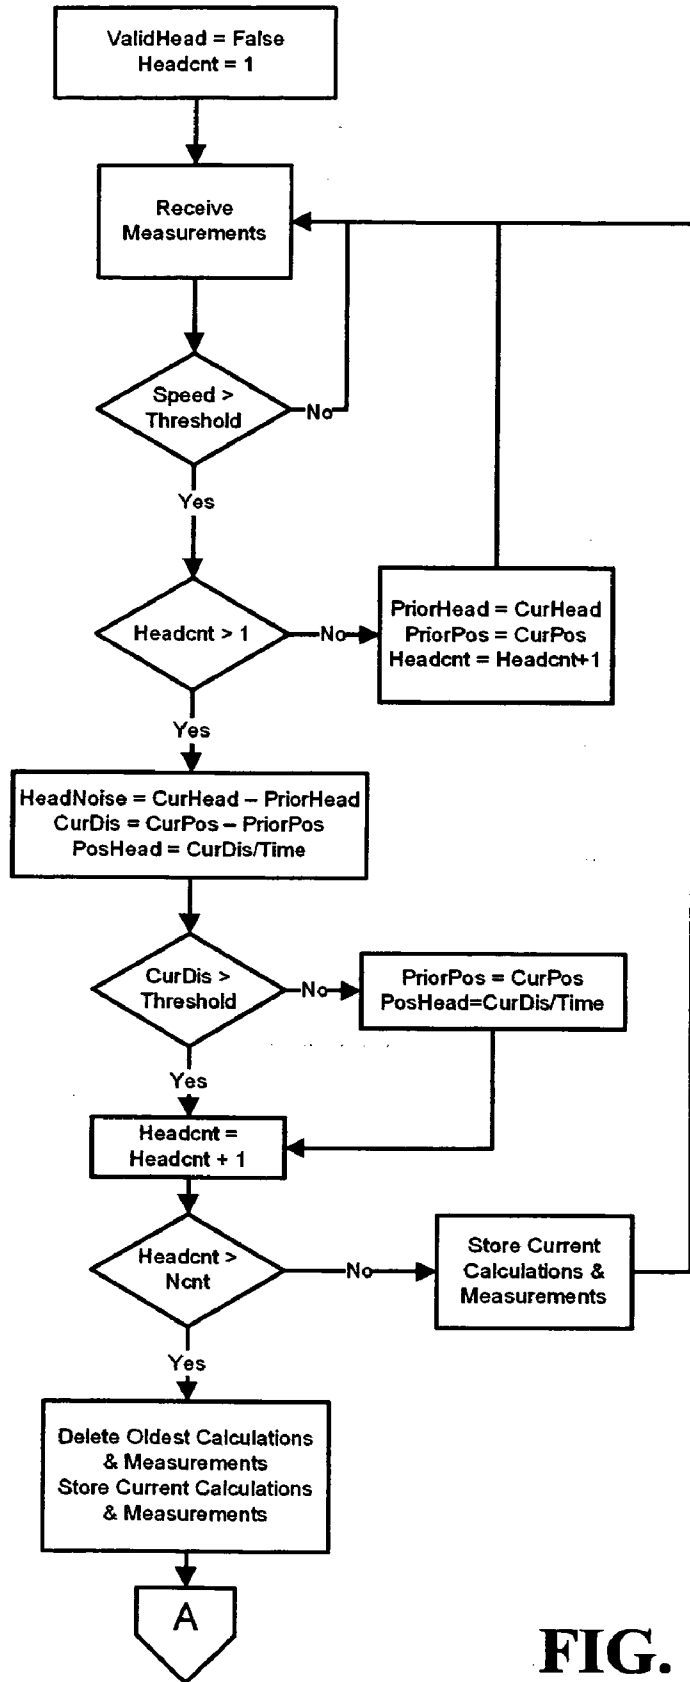 ValidHead = False
Headcnt = 1
Receive
Measurements
Speed >
Threshold
No
Yes
Headcnt > 1
No
PriorHead = CurHead
PriorPos = CurPos
Headcnt = Headcnt+1
Yes
HeadNoise = CurHead – PriorHead
CurDis = CurPos – PriorPos
PosHead = CurDis/Time
CurDis >
Threshold
No
PriorPos = CurPos
PosHead=CurDis/Time
Yes
Headcnt =
Headcnt + 1
Headcnt >
Ncnt
No
Store Current
Calculations &
Measurements
Yes
Delete Oldest Calculations
& Measurements
Store Current Calculations
& Measurements
A
FIG.